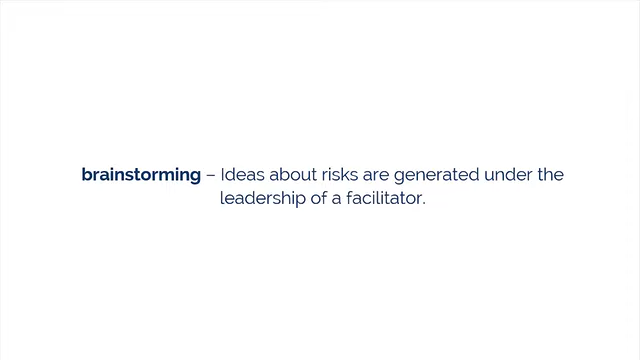 brainstorming – Ideas about risks are generated under the
leadership of a facilitator.